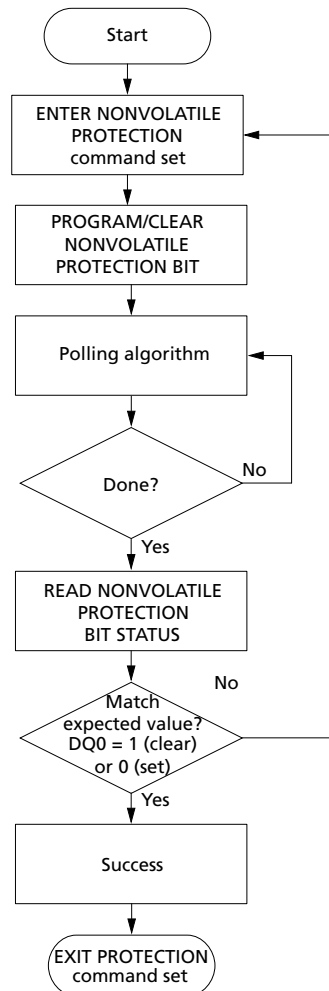 Start
ENTER NONVOLATILE
PROTECTION
command set
PROGRAM/CLEAR
NONVOLATILE
PROTECTION BIT
Polling algorithm
Done?
No
Yes
READ NONVOLATILE
PROTECTION
BIT STATUS
No
Match
expected value?
DQ0 = 1 (clear)
or 0 (set)
Yes
Success
EXIT PROTECTION
command set